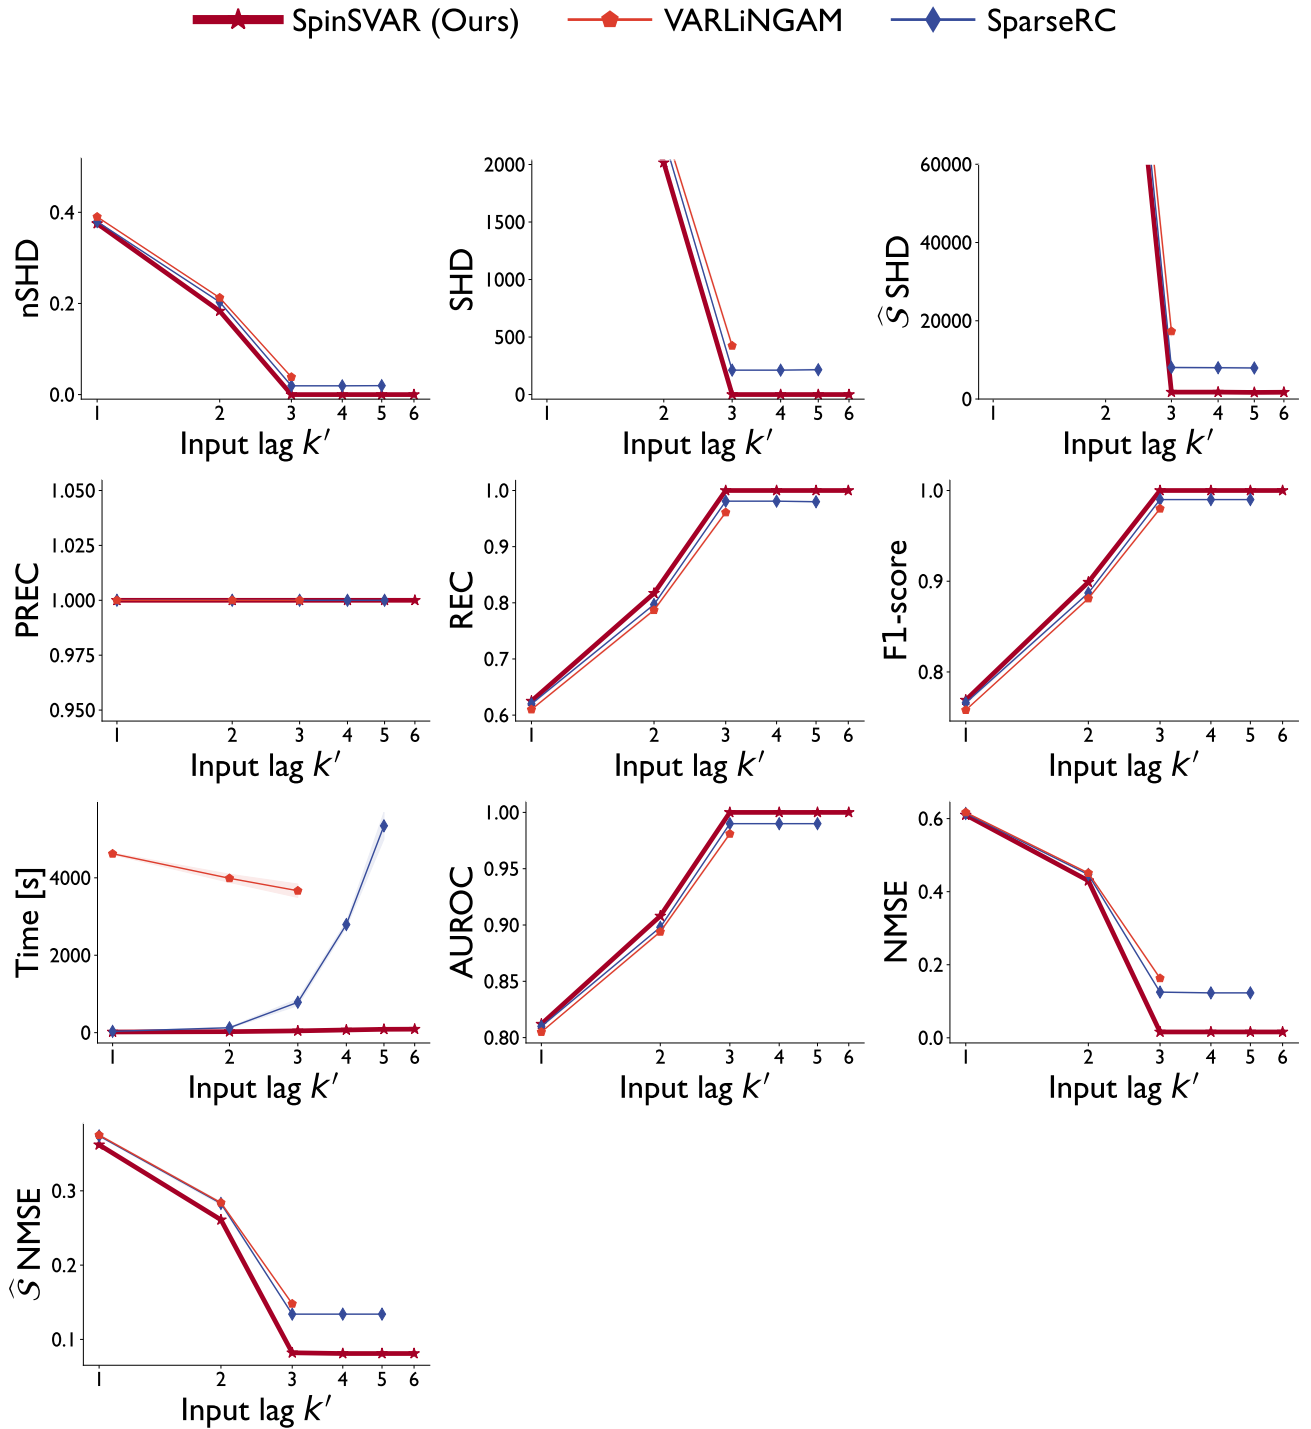 SpinSVAR (Ours) VARLiNGAM SparseRC
nSHD
0.4
0.2
0.0
1 2 3 4 5 6
Input lag k′
SHD
2000
1500
1000
500
0
1 2 3 4 5 6
Input lag k′
Ŝ SHD
60000
40000
20000
0
1 2 3 4 5 6
Input lag k′
PREC
1.050
1.025
1.000
0.975
0.950
1 2 3 4 5 6
Input lag k′
REC
1.0
0.9
0.8
0.7
0.6
1 2 3 4 5 6
Input lag k′
F1-score
1.0
0.9
0.8
1 2 3 4 5 6
Input lag k′
Time [s]
4000
2000
0
1 2 3 4 5 6
Input lag k′
AUROC
1.00
0.95
0.90
0.85
0.80
1 2 3 4 5 6
Input lag k′
NMSE
0.6
0.4
0.2
0.0
1 2 3 4 5 6
Input lag k′
Ŝ NMSE
0.3
0.2
0.1
1 2 3 4 5 6
Input lag k′